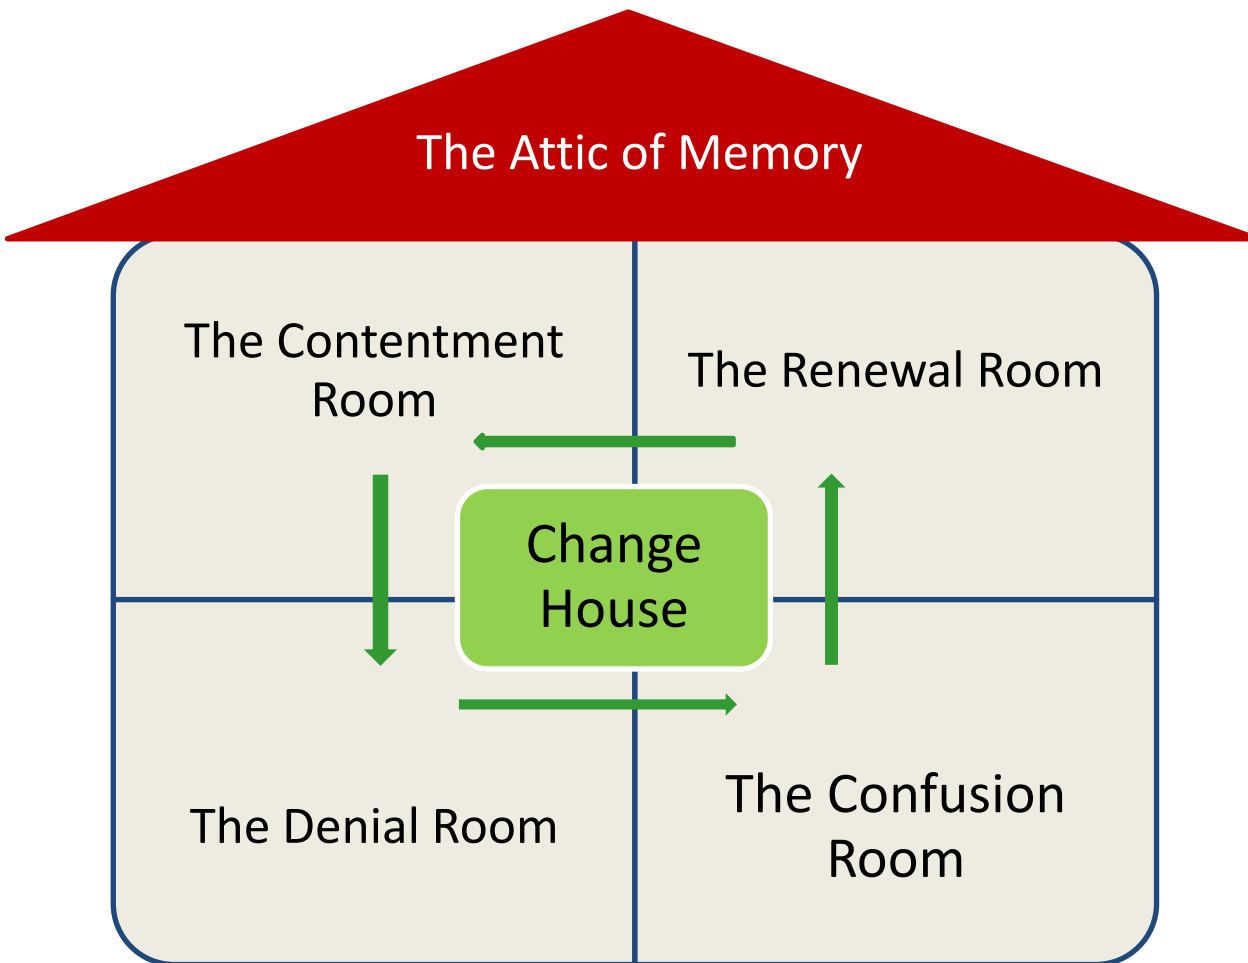 The Attic of Memory
The Contentment
Room
The Renewal Room
Change
House
The Denial Room
The Confusion
Room